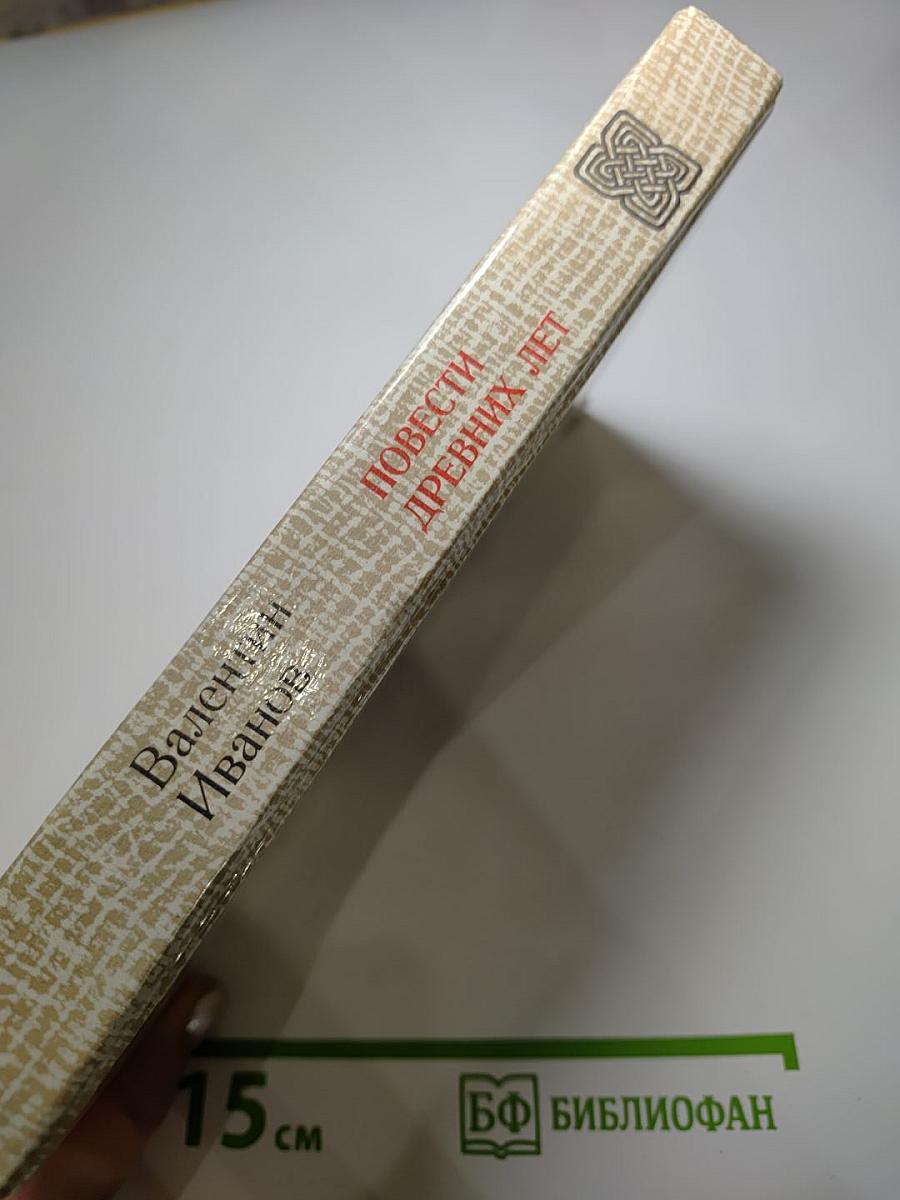 Валентин
Иванов
ПОВЕСТИ
ДРЕВНИХ ЛЕТ
15 см
БФ БИБЛИОФАН